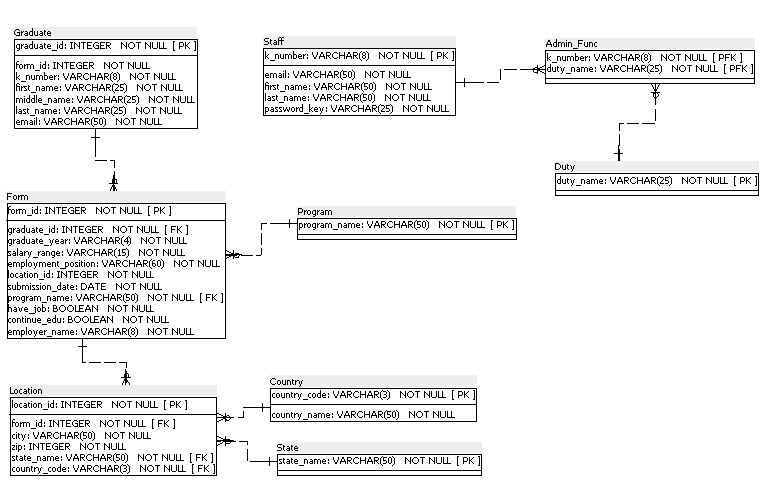 Graduate
graduate_id: INTEGER NOT NULL [ PK ]
form_id: INTEGER NOT NULL
k_number: VARCHAR(8) NOT NULL
first_name: VARCHAR(25) NOT NULL
middle_name: VARCHAR(25) NOT NULL
last_name: VARCHAR(25) NOT NULL
email: VARCHAR(50) NOT NULL
Staff
k_number: VARCHAR(8) NOT NULL [ PK ]
email: VARCHAR(50) NOT NULL
first_name: VARCHAR(50) NOT NULL
last_name: VARCHAR(50) NOT NULL
password_key: VARCHAR(25) NOT NULL
Admin_Func
k_number: VARCHAR(8) NOT NULL [ PFK ]
duty_name: VARCHAR(25) NOT NULL [ PFK ]
Duty
duty_name: VARCHAR(25) NOT NULL [ PK ]
Form
form_id: INTEGER NOT NULL [ PK ]
graduate_id: INTEGER NOT NULL [ FK ]
graduate_year: VARCHAR(4) NOT NULL
salary_range: VARCHAR(15) NOT NULL
employment_position: VARCHAR(60) NOT NULL
location_id: INTEGER NOT NULL
submission_date: DATE NOT NULL
program_name: VARCHAR(50) NOT NULL [ FK ]
have_job: BOOLEAN NOT NULL
continue_edu: BOOLEAN NOT NULL
employer_name: VARCHAR(8) NOT NULL
Program
program_name: VARCHAR(50) NOT NULL [ PK ]
Location
location_id: INTEGER NOT NULL [ PK ]
form_id: INTEGER NOT NULL [ FK ]
city: VARCHAR(50) NOT NULL
zip: INTEGER NOT NULL
state_name: VARCHAR(50) NOT NULL [ FK ]
country_code: VARCHAR(3) NOT NULL [ FK ]
Country
country_code: VARCHAR(3) NOT NULL [ PK ]
country_name: VARCHAR(50) NOT NULL
State
state_name: VARCHAR(50) NOT NULL [ PK ]